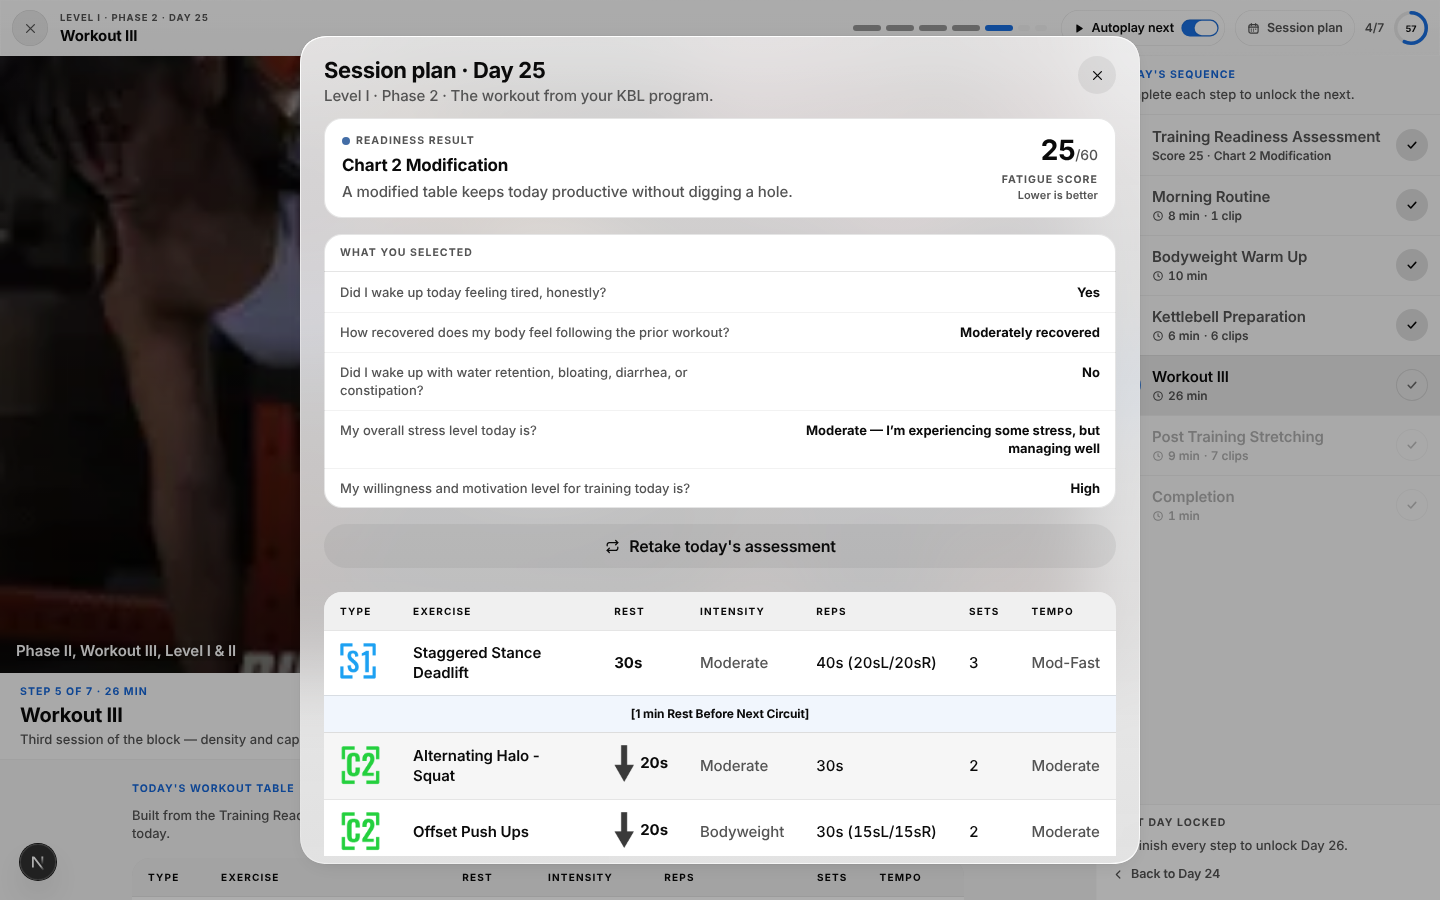 LEVEL I · PHASE 2 · DAY 25
Workout III
Autoplay next
Session plan
4/7
57
Session plan · Day 25
Level I · Phase 2 · The workout from your KBL program.
READINESS RESULT
Chart 2 Modification
A modified table keeps today productive without digging a hole.
25/60
FATIGUE SCORE
Lower is better
WHAT YOU SELECTED
Did I wake up today feeling tired, honestly?
Yes
How recovered does my body feel following the prior workout?
Moderately recovered
Did I wake up with water retention, bloating, diarrhea, or
constipation?
No
My overall stress level today is?
Moderate — I’m experiencing some stress, but
managing well
My willingness and motivation level for training today is?
High
Retake today's assessment
TYPE EXERCISE REST INTENSITY REPS SETS TEMPO
S1 Staggered Stance
Deadlift
30s Moderate 40s (20sL/20sR) 3 Mod-Fast
[1 min Rest Before Next Circuit]
C2 Alternating Halo -
Squat
20s Moderate 30s 2 Moderate
C2 Offset Push Ups 20s Bodyweight 30s (15sL/15sR) 2 Moderate
AY'S SEQUENCE
plete each step to unlock the next.
Training Readiness Assessment
Score 25 · Chart 2 Modification
Morning Routine
8 min · 1 clip
Bodyweight Warm Up
10 min
Kettlebell Preparation
6 min · 6 clips
Workout III
26 min
Post Training Stretching
9 min · 7 clips
Completion
1 min
T DAY LOCKED
inish every step to unlock Day 26.
Back to Day 24
Phase II, Workout III, Level I & II
STEP 5 OF 7 · 26 MIN
Workout III
Third session of the block — density and cap
TODAY'S WORKOUT TABLE
Built from the Training Read
today.
N
TYPE EXERCISE REST INTENSITY REPS SETS TEMPO